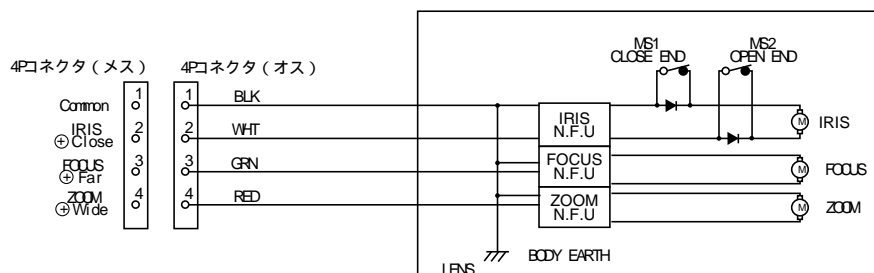 MS1
CLOSE END
MS2
OPEN END
4Pコネクタ(メス)
4Pコネクタ(オス)
Common
1
1
BLK
IRIS
⊕Close
2
2
WHT
IRIS
N.F.U
M
IRIS
FOCUS
⊕Far
3
3
GRN
FOCUS
N.F.U
M
FOCUS
ZOOM
⊕Wide
4
4
RED
ZOOM
N.F.U
M
ZOOM
BODY EARTH
LENS